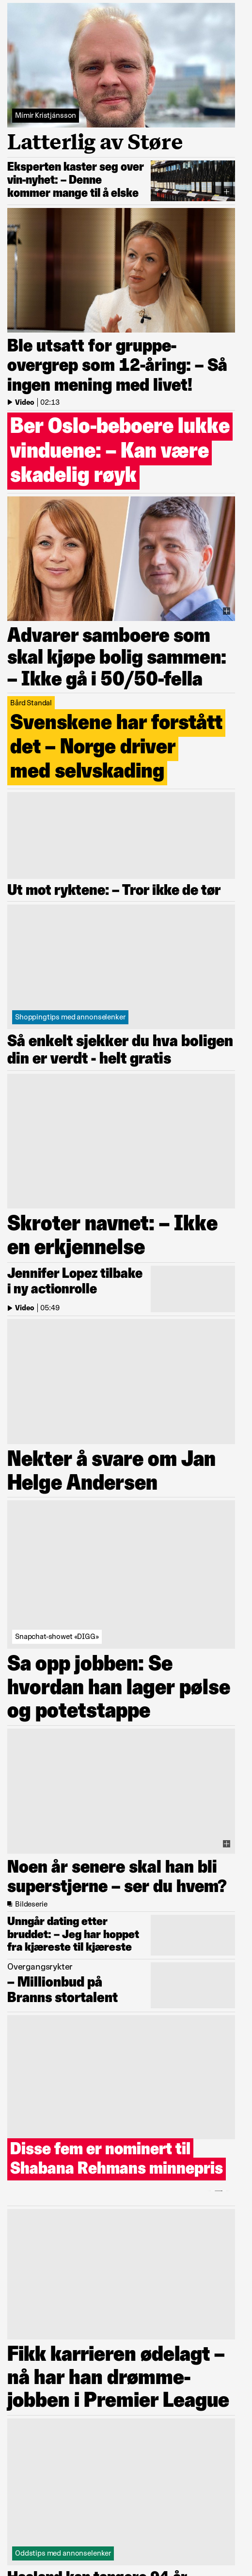 Mímir Kristjánsson
Latterlig av Støre
Eksperten kaster seg over
vin-nyhet: – Denne
kommer mange til å elske
Ble utsatt for gruppe-
overgrep som 12-åring: – Så
ingen mening med livet!
Video | 02:13
Ber Oslo-beboere lukke
vinduene: – Kan være
skadelig røyk
Advarer samboere som
skal kjøpe bolig sammen:
– Ikke gå i 50/50-fella
Bård Standal
Svenskene har forstått
det – Norge driver
med selvskading
Ut mot ryktene: – Tror ikke de tør
Shoppingtips med annonselenker
Så enkelt sjekker du hva boligen
din er verdt - helt gratis
Skroter navnet: – Ikke
en erkjennelse
Jennifer Lopez tilbake
i ny actionrolle
Video | 05:49
Nekter å svare om Jan
Helge Andersen
Snapchat-showet «DIGG»
Sa opp jobben: Se
hvordan han lager pølse
og potetstappe
Noen år senere skal han bli
superstjerne – ser du hvem?
Bildeserie
Unngår dating etter
bruddet: – Jeg har hoppet
fra kjæreste til kjæreste
Overgangsrykter
– Millionbud på
Branns stortalent
Disse fem er nominert til
Shabana Rehmans minnepris
Fikk karrieren ødelagt –
nå har han drømme-
jobben i Premier League
Oddstips med annonselenker